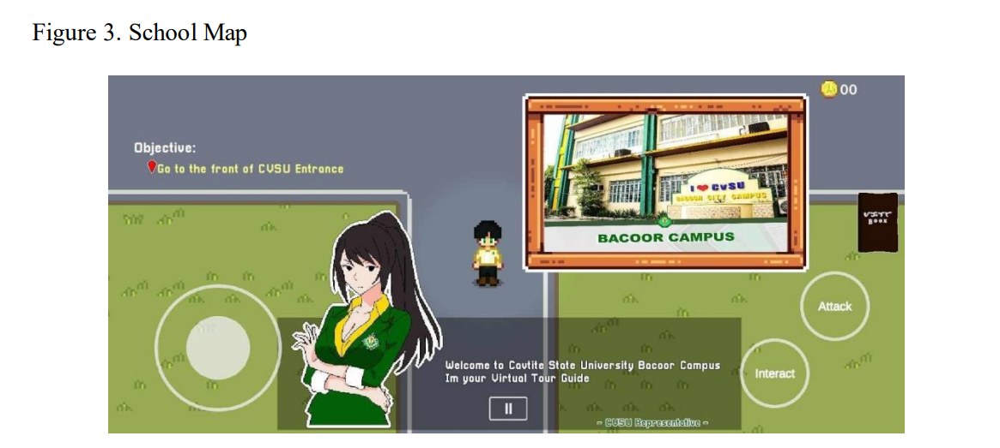 Figure 3. School Map
00
Objective:
Go to the front of CVSU Entrance
I ❤ CVSU
BACOOR CITY CAMPUS
BACOOR CAMPUS
VSTT
BOOK
Attack
Interact
Welcome to Cavtite State University Bacoor Campus
Im your Virtual Tour Guide
- CVSU Representative -